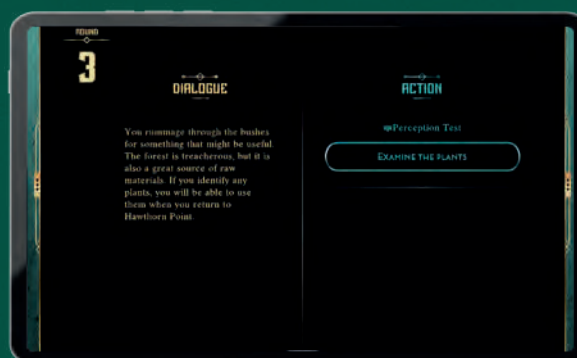 ROUND
3
DIALOGUE
You rummage through the bushes
for something that might be useful.
The forest is treacherous, but it is
also a great source of raw
materials. If you identify any
plants, you will be able to use
them when you return to
Hawthorn Point.
ACTION
Perception Test
EXAMINE THE PLANTS